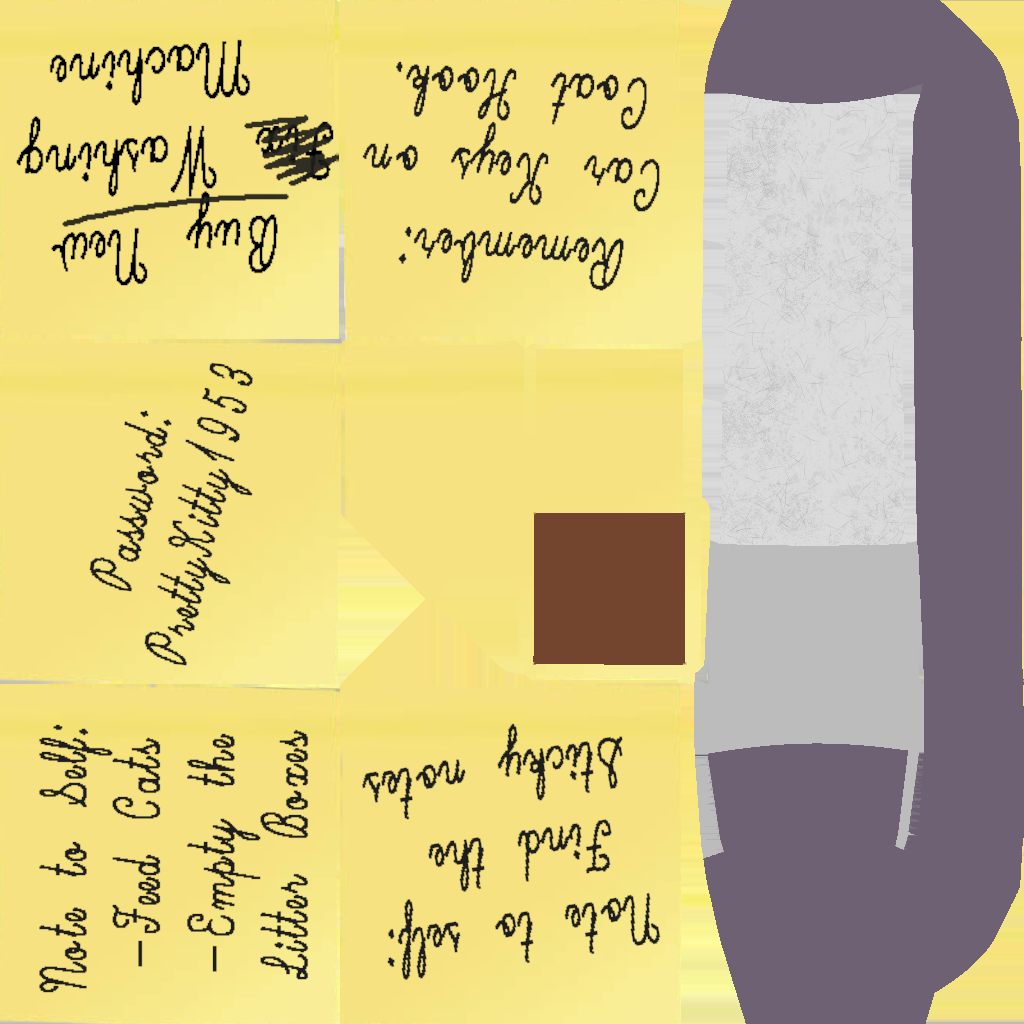 Buy New
Washing
Machine
Remember:
Car Keys on
Coat Hook.
Password:
PrettyKitty1953
Note to Self:
-Feed Cats
-Empty the
Litter Boxes
Note to self:
Find the
Sticky notes